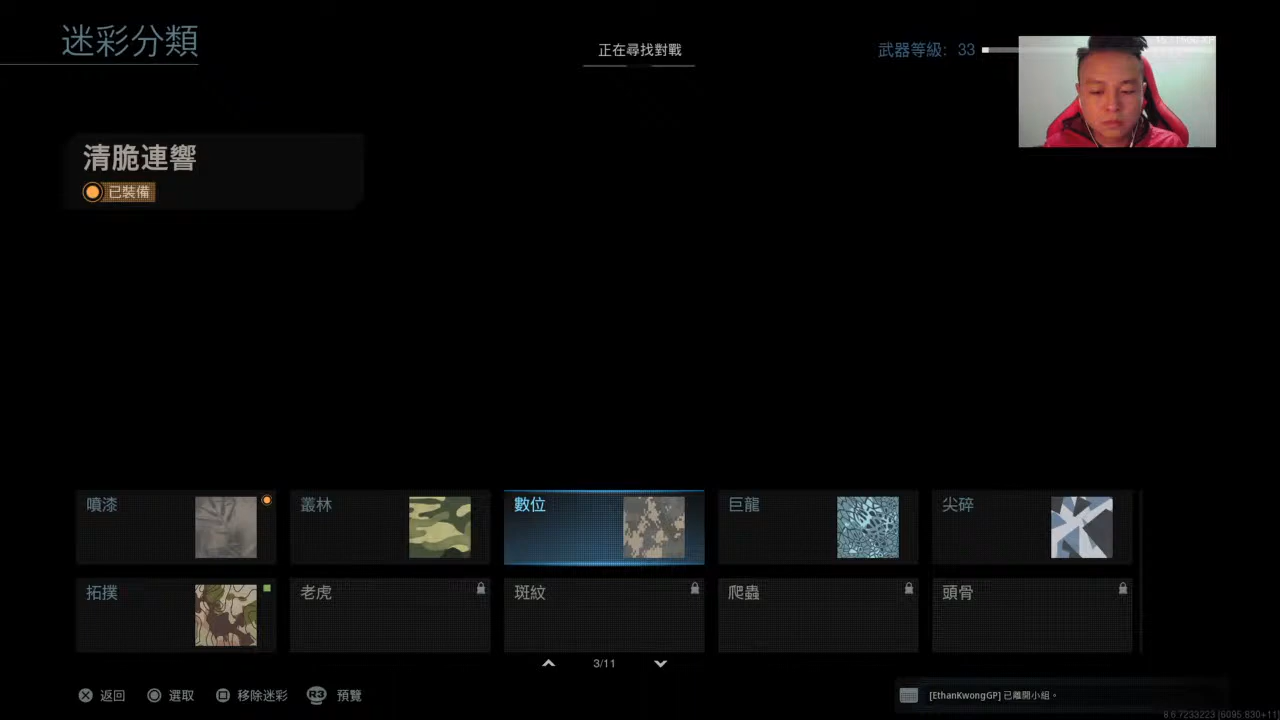 迷彩分類
正在尋找對戰
武器等級: 33
清脆連響
已裝備
噴漆
叢林
數位
巨龍
尖碎
拓撲
老虎
斑紋
爬蟲
頭骨
3/11
返回
選取
移除迷彩
R3 預覽
[EthanKwongGP] 已離開小組。